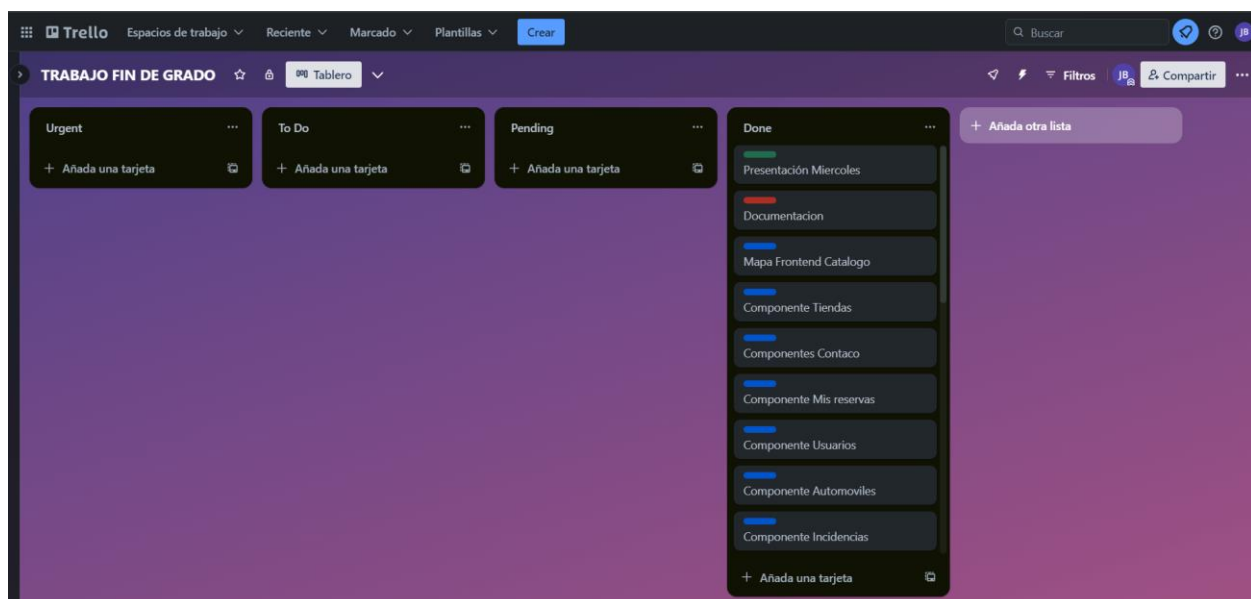 Trello Espacios de trabajo Reciente Marcado Plantillas Crear Buscar JB
TRABAJO FIN DE GRADO Tablero Filtros JB Compartir
Urgent
Añada una tarjeta
To Do
Añada una tarjeta
Pending
Añada una tarjeta
Done
Presentación Miercoles
Documentacion
Mapa Frontend Catalogo
Componente Tiendas
Componentes Contaco
Componente Mis reservas
Componente Usuarios
Componente Automoviles
Componente Incidencias
Añada una tarjeta
Añada otra lista